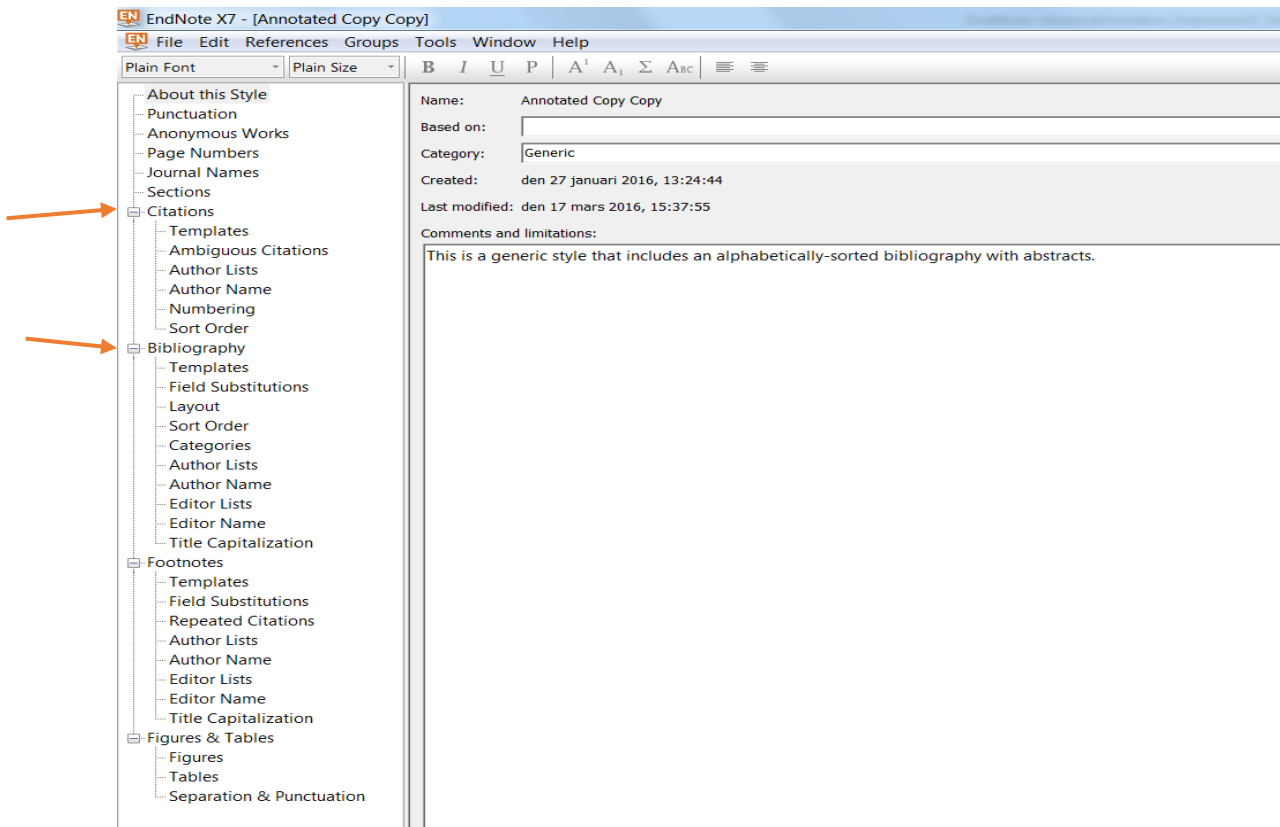 EndNote X7 - [Annotated Copy Copy]
File Edit References Groups Tools Window Help
Plain Font Plain Size B I U P A¹ A₁ Σ ABC
About this Style
Punctuation
Anonymous Works
Page Numbers
Journal Names
Sections
Citations
Templates
Ambiguous Citations
Author Lists
Author Name
Numbering
Sort Order
Bibliography
Templates
Field Substitutions
Layout
Sort Order
Categories
Author Lists
Author Name
Editor Lists
Editor Name
Title Capitalization
Footnotes
Templates
Field Substitutions
Repeated Citations
Author Lists
Author Name
Editor Lists
Editor Name
Title Capitalization
Figures & Tables
Figures
Tables
Separation & Punctuation
Name: Annotated Copy Copy
Based on:
Category: Generic
Created: den 27 januari 2016, 13:24:44
Last modified: den 17 mars 2016, 15:37:55
Comments and limitations:
This is a generic style that includes an alphabetically-sorted bibliography with abstracts.